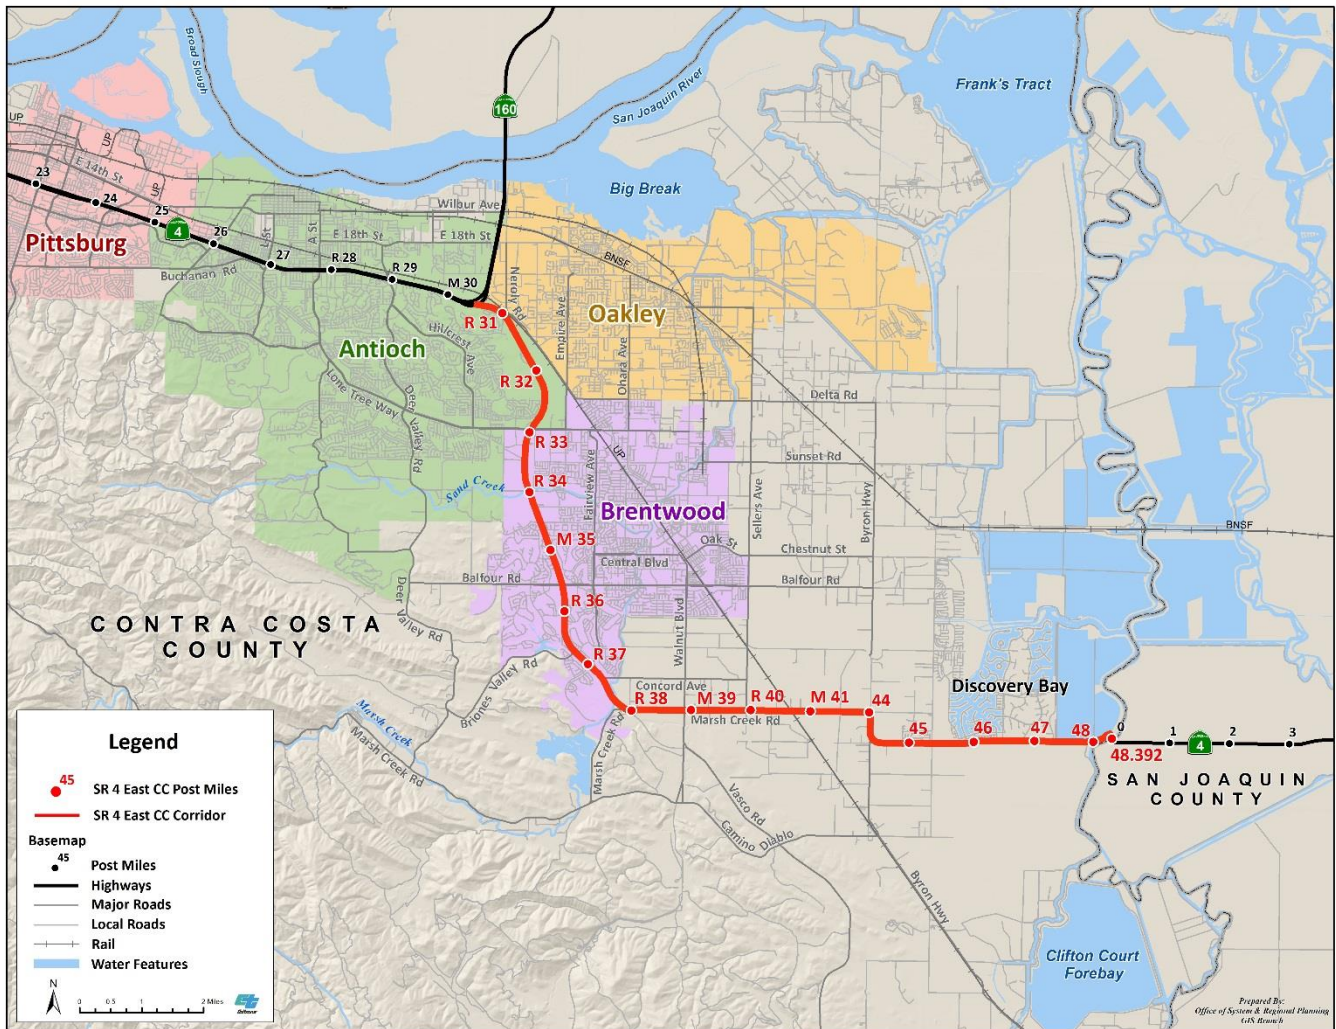 160
Broad Slough
San Joaquin River
Frank's Tract
UP
UP
E 14th St
UP
23
24
25
4
26
27
R 28
R 29
M 30
Pittsburg
Big Break
Wilbur Ave
L St
A St
E 18th St
E 18th St
Buchanan Rd
BNSF
Neroly Rd
Oakley
Empire Ave
Ohara Ave
R 31
Antioch
Hillcrest Ave
R 32
Lone Tree Way
Deer Valley Rd
Delta Rd
R 33
Sunset Rd
UP
Fairview Ave
Sand Creek
R 34
Brentwood
Sellers Ave
Byron Hwy
BNSF
M 35
Oak St
Chestnut St
Central Blvd
Balfour Rd
Balfour Rd
Deer Valley Rd
R 36
CONTRA COSTA
COUNTY
Walnut Blvd
R 37
Briones Valley Rd
Concord Ave
Discovery Bay
R 38
M 39
R 40
M 41
44
Marsh Creek Rd
45
46
47
48
0
48.392
1
4
2
3
SAN JOAQUIN
COUNTY
Marsh Creek
Marsh Creek Rd
Marsh Creek Rd
Vasco Rd
Camino Diablo
Byron Hwy
Clifton Court
Forebay
Legend
45
SR 4 East CC Post Miles
SR 4 East CC Corridor
Basemap
45
Post Miles
Highways
Major Roads
Local Roads
Rail
Water Features
N
0 0.5 1 2 Miles
Caltrans
Prepared By:
Office of System & Regional Planning
GIS Branch